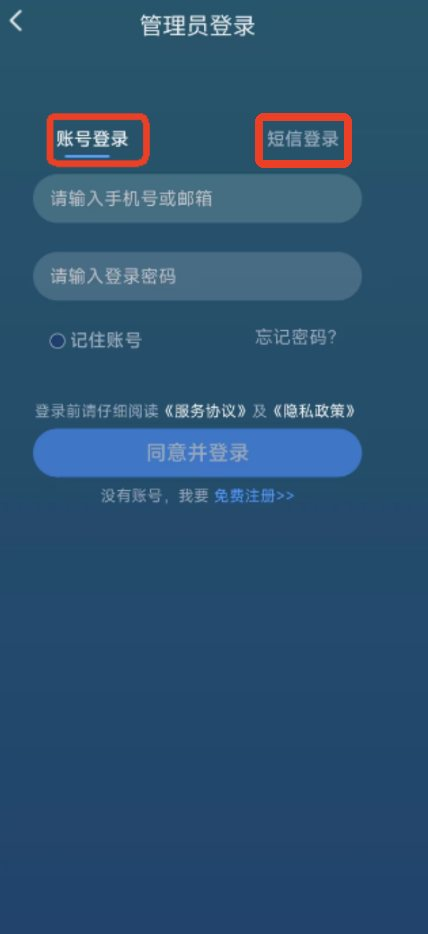 管理员登录
账号登录 短信登录
请输入手机号或邮箱
请输入登录密码
记住账号 忘记密码?
登录前请仔细阅读《服务协议》及《隐私政策》
同意并登录
没有账号，我要 免费注册>>